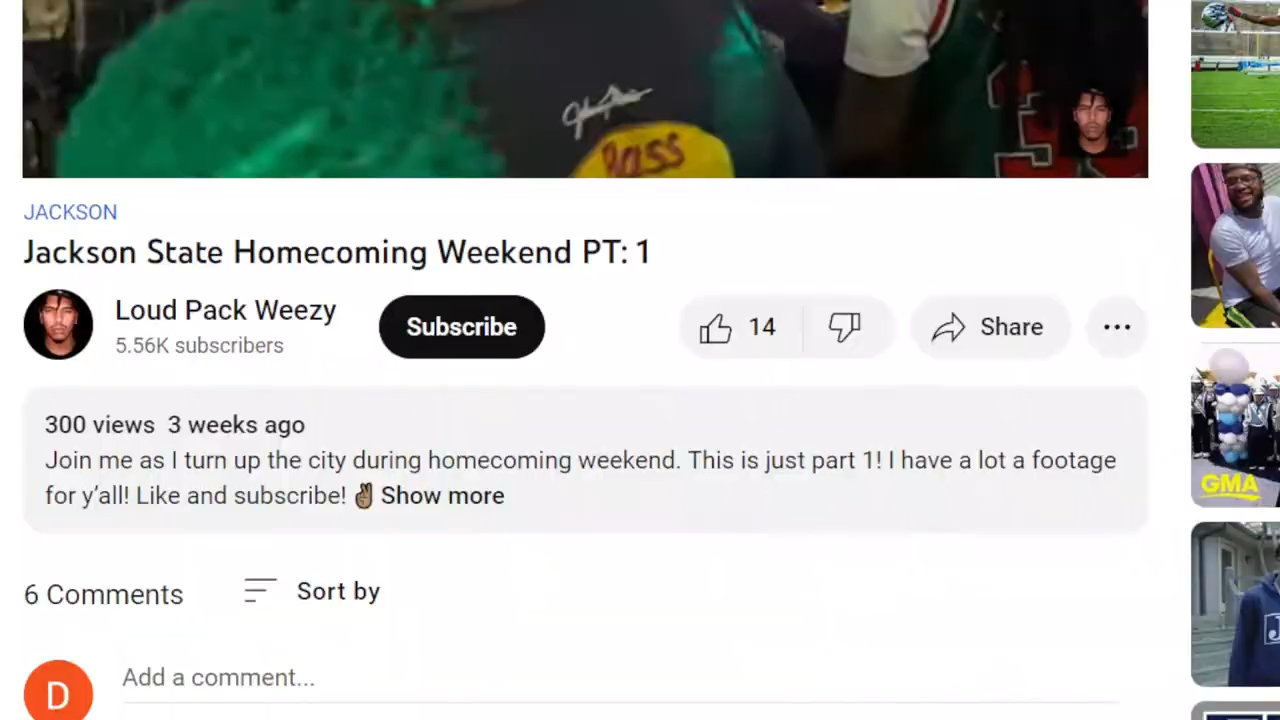 Bass
JACKSON
Jackson State Homecoming Weekend PT: 1
Loud Pack Weezy
5.56K subscribers
Subscribe
14
Share
300 views 3 weeks ago
Join me as I turn up the city during homecoming weekend. This is just part 1! I have a lot a footage
for y’all! Like and subscribe! ✌🏽 Show more
6 Comments
Sort by
D
Add a comment...
GMA
J